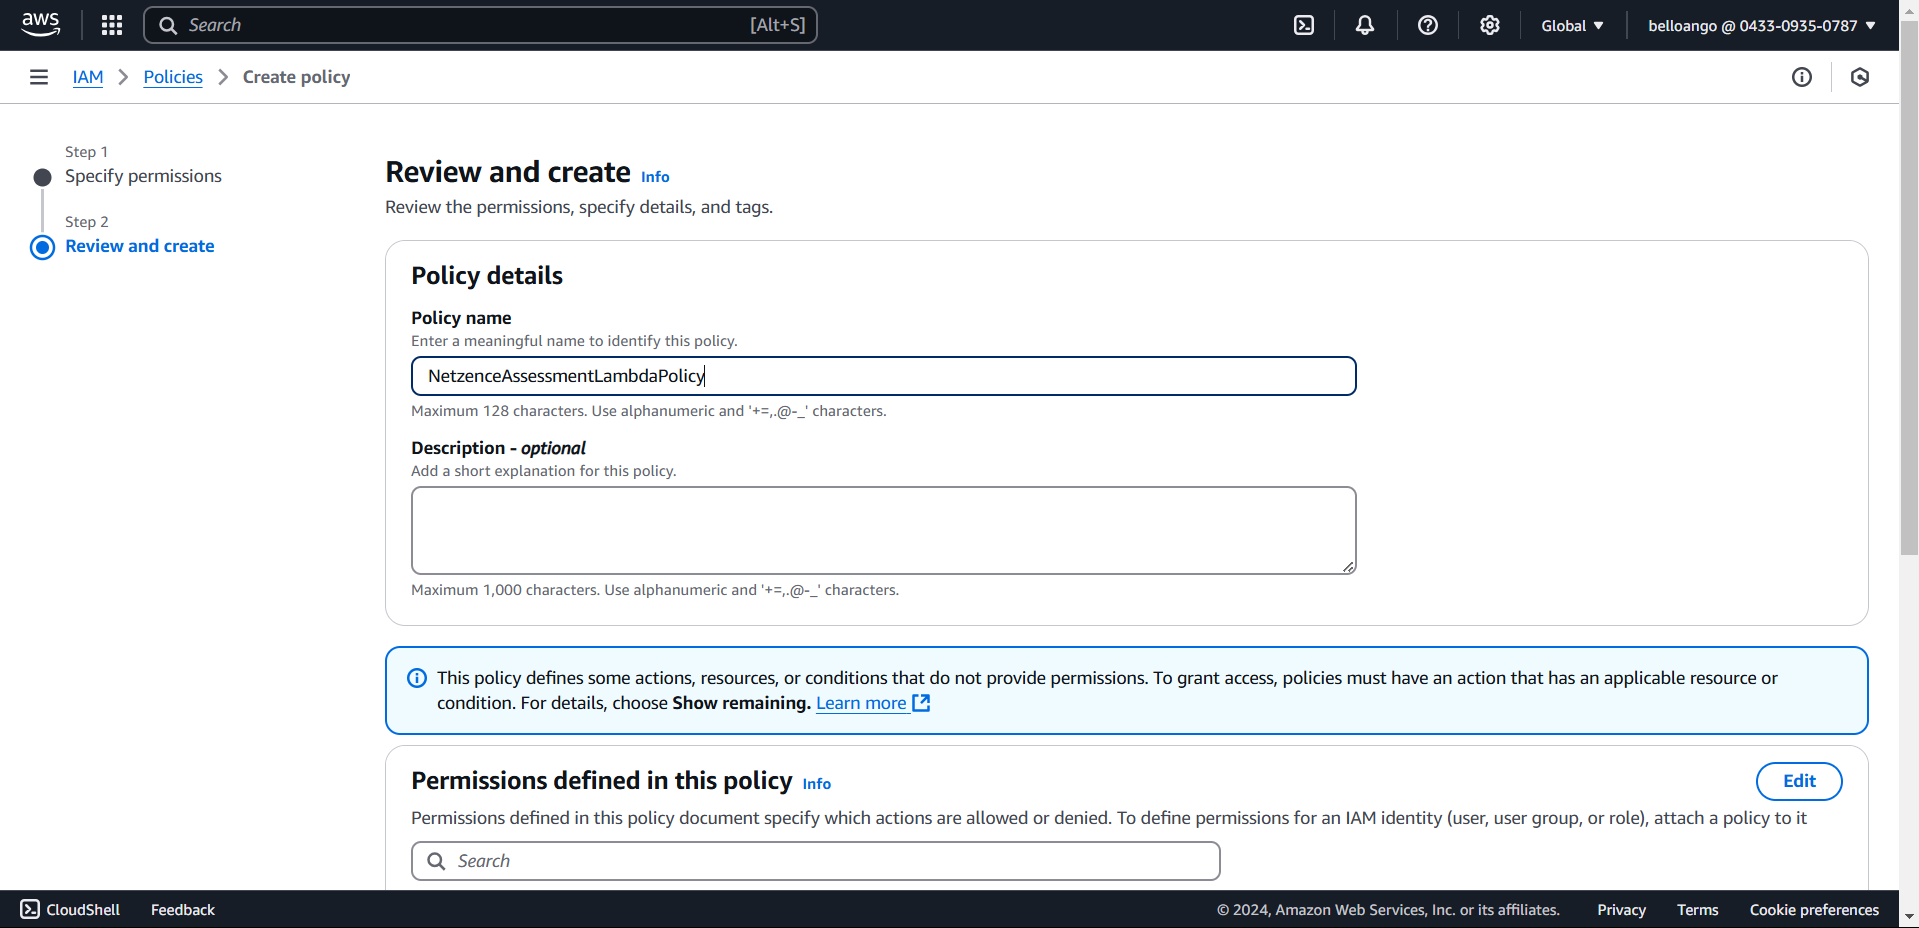 aws
Search
[Alt+S]
Global
belloango @ 0433-0935-0787
IAM
Policies
Create policy
Step 1
Specify permissions
Step 2
Review and create
Review and create
Info
Review the permissions, specify details, and tags.
Policy details
Policy name
Enter a meaningful name to identify this policy.
NetzenceAssessmentLambdaPolicy
Maximum 128 characters. Use alphanumeric and '+=,.@-_' characters.
Description - optional
Add a short explanation for this policy.
Maximum 1,000 characters. Use alphanumeric and '+=,.@-_' characters.
This policy defines some actions, resources, or conditions that do not provide permissions. To grant access, policies must have an action that has an applicable resource or
condition. For details, choose Show remaining. Learn more
Permissions defined in this policy
Info
Edit
Permissions defined in this policy document specify which actions are allowed or denied. To define permissions for an IAM identity (user, user group, or role), attach a policy to it
Search
CloudShell
Feedback
© 2024, Amazon Web Services, Inc. or its affiliates.
Privacy
Terms
Cookie preferences